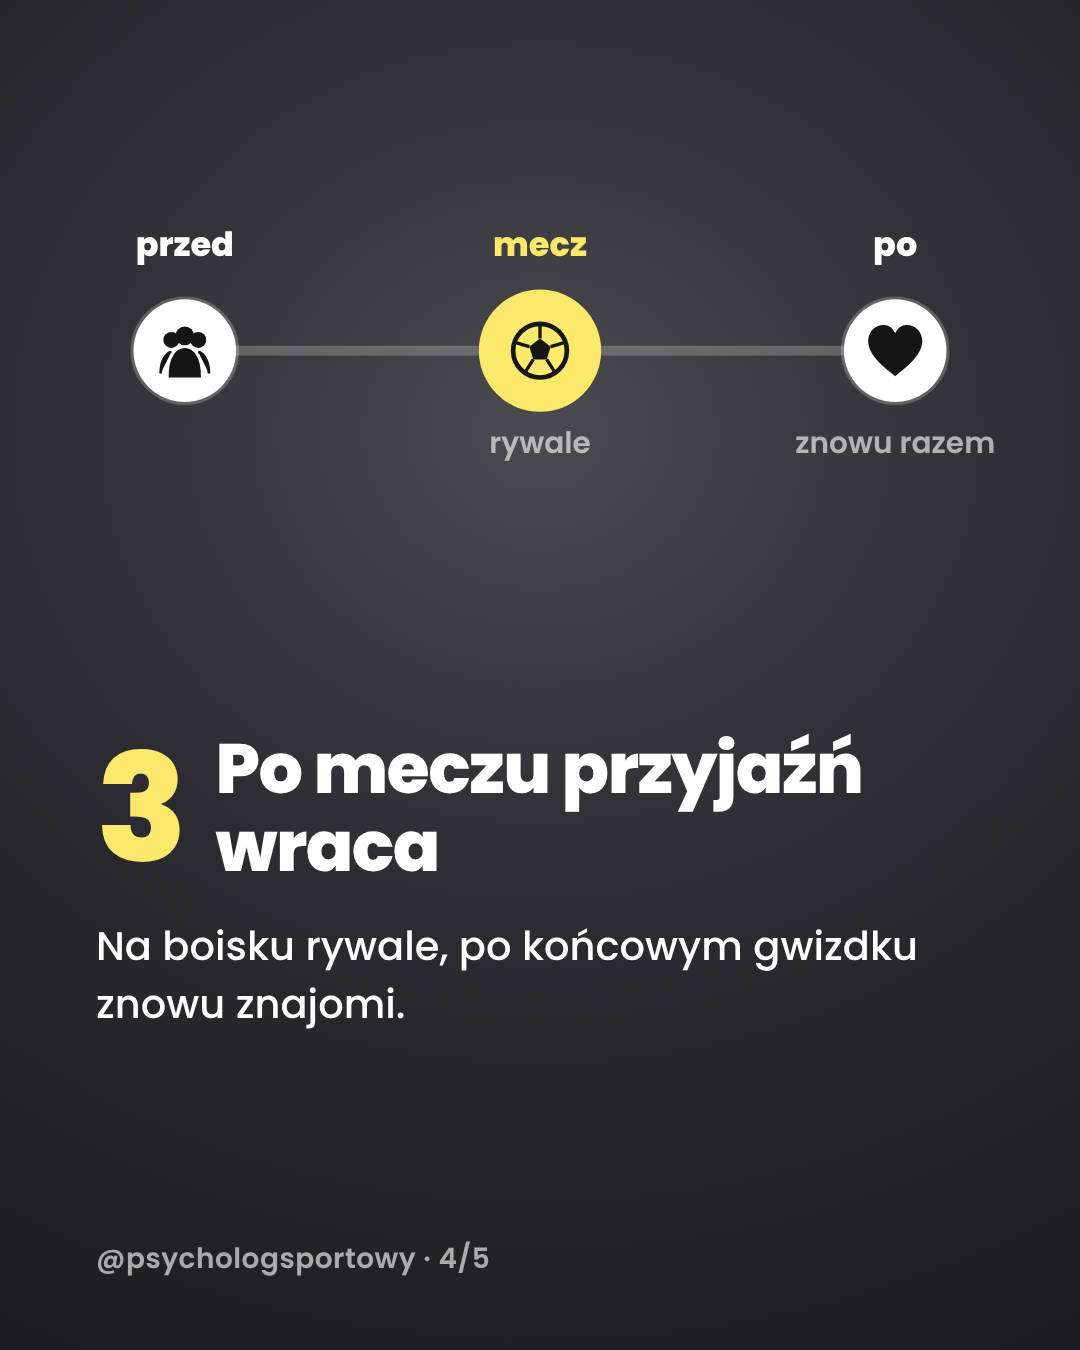 przed
mecz
po
rywale
znowu razem
3
Po meczu przyjaźń
wraca
Na boisku rywale, po końcowym gwizdku
znowu znajomi.
@psychologsportowy · 4/5